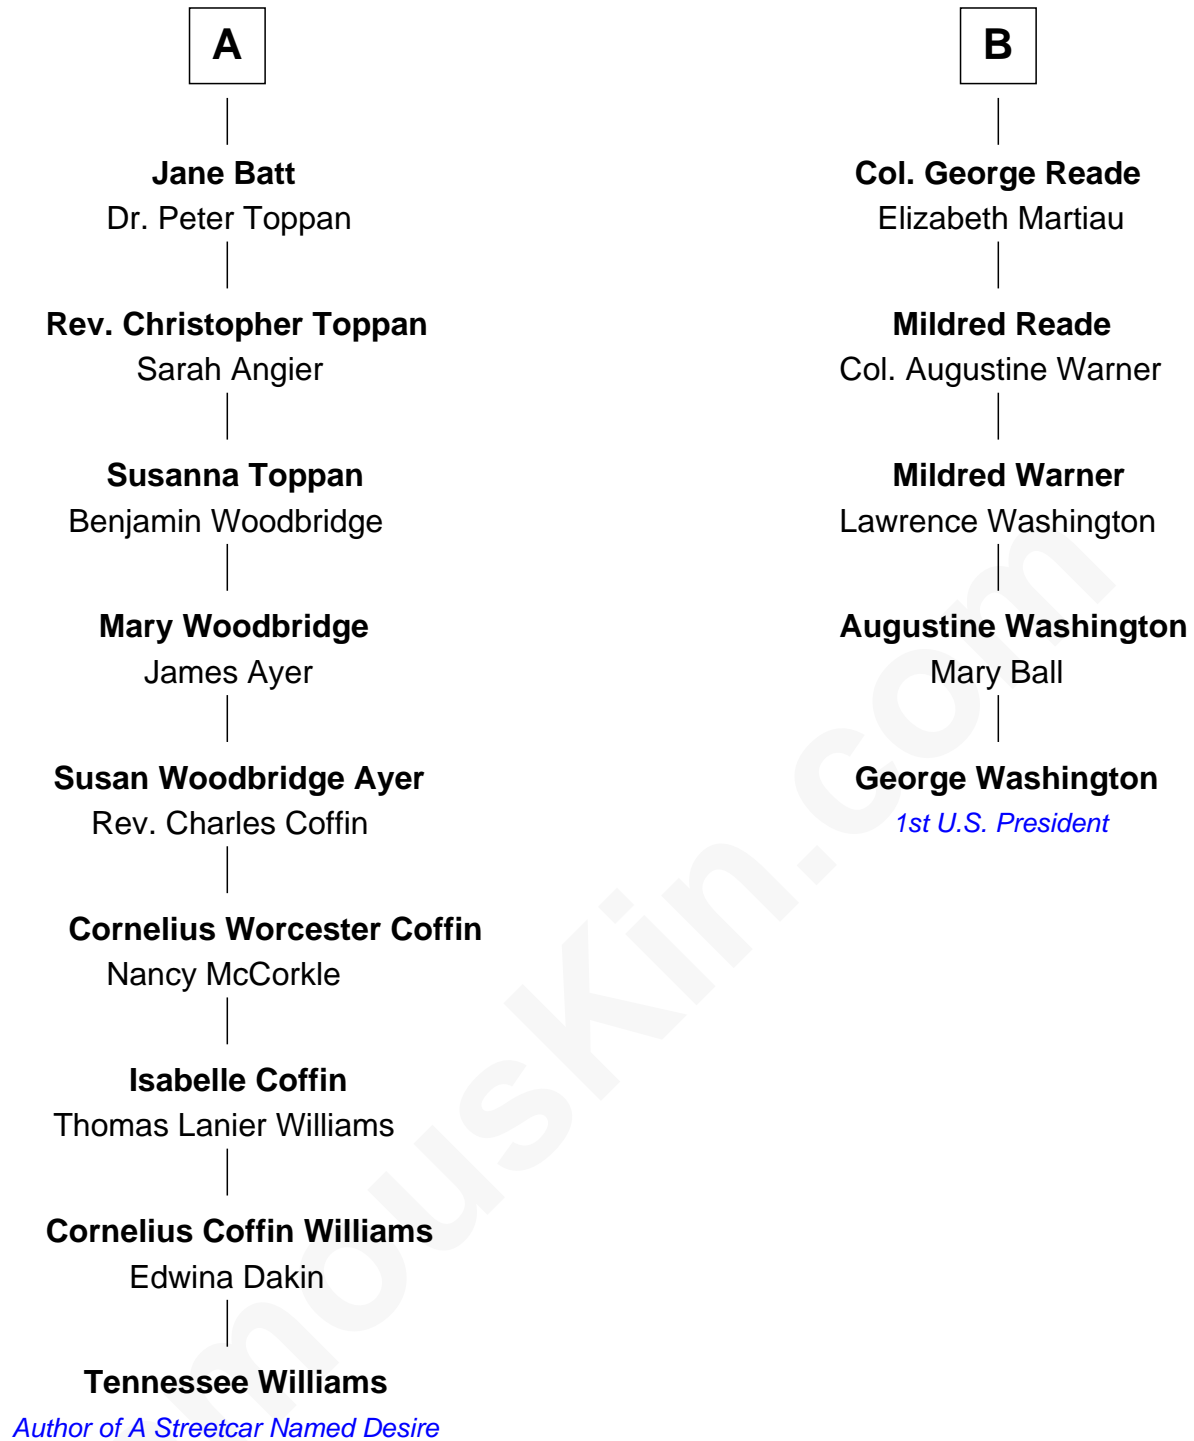 A
Jane Batt
Dr. Peter Toppan
Rev. Christopher Toppan
Sarah Angier
Susanna Toppan
Benjamin Woodbridge
Mary Woodbridge
James Ayer
Susan Woodbridge Ayer
Rev. Charles Coffin
Cornelius Worcester Coffin
Nancy McCorkle
Isabelle Coffin
Thomas Lanier Williams
Cornelius Coffin Williams
Edwina Dakin
Tennessee Williams
Author of A Streetcar Named Desire
B
Col. George Reade
Elizabeth Martiau
Mildred Reade
Col. Augustine Warner
Mildred Warner
Lawrence Washington
Augustine Washington
Mary Ball
George Washington
1st U.S. President
mousKin.com